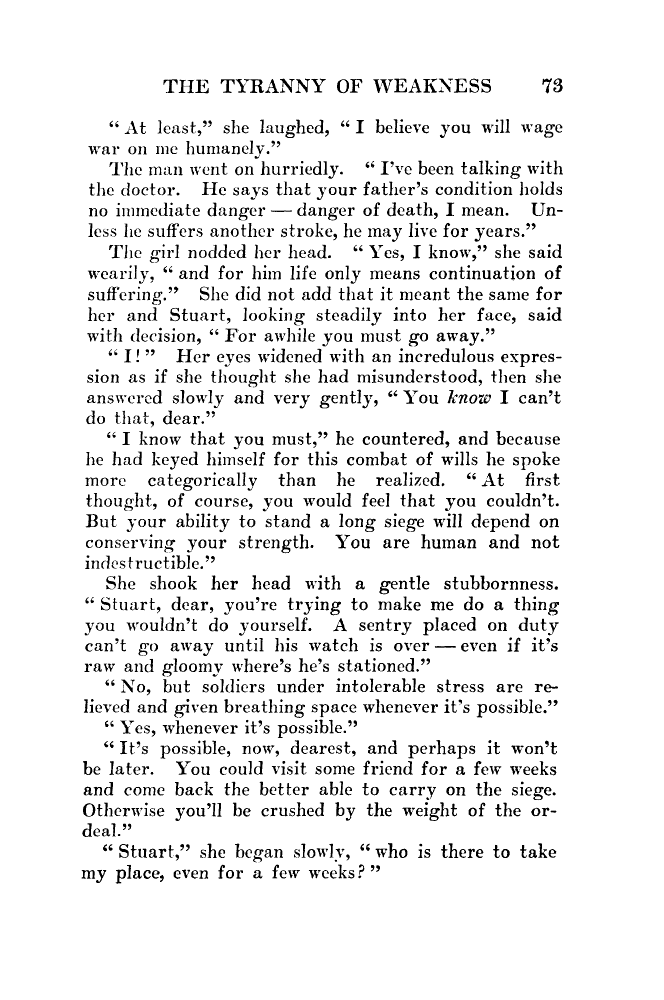 THE TYRANNY OF WEAKNESS 73
“ At least,” she laughed, “ I believe you will wage
war on me humanely.”
The man went on hurriedly. “ I've been talking with
the doctor. He says that your father's condition holds
no immediate danger — danger of death, I mean. Un-
less he suffers another stroke, he may live for years.”
The girl nodded her head. “ Yes, I know,” she said
wearily, “ and for him life only means continuation of
suffering.” She did not add that it meant the same for
her and Stuart, looking steadily into her face, said
with decision, “ For awhile you must go away.”
“ I! ” Her eyes widened with an incredulous expres-
sion as if she thought she had misunderstood, then she
answered slowly and very gently, “ You know I can't
do that, dear.”
“ I know that you must,” he countered, and because
he had keyed himself for this combat of wills he spoke
more categorically than he realized. “ At first
thought, of course, you would feel that you couldn't.
But your ability to stand a long siege will depend on
conserving your strength. You are human and not
indestructible.”
She shook her head with a gentle stubbornness.
“ Stuart, dear, you're trying to make me do a thing
you wouldn't do yourself. A sentry placed on duty
can't go away until his watch is over — even if it's
raw and gloomy where's he's stationed.”
“ No, but soldiers under intolerable stress are re-
lieved and given breathing space whenever it's possible.”
“ Yes, whenever it's possible.”
“ It's possible, now, dearest, and perhaps it won't
be later. You could visit some friend for a few weeks
and come back the better able to carry on the siege.
Otherwise you'll be crushed by the weight of the or-
deal.”
“ Stuart,” she began slowly, “ who is there to take
my place, even for a few weeks? ”